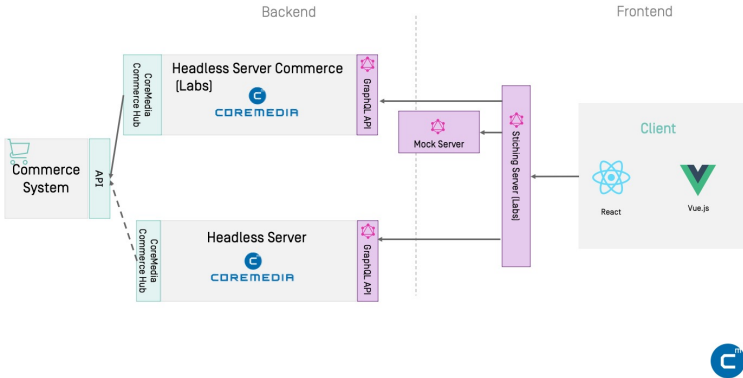 Backend
Frontend
CoreMedia
Commerce Hub
Headless Server Commerce
(Labs)
COREMEDIA
GraphQL API
Mock Server
Stiching Server (Labs)
Client
React
Vue.js
Commerce
System
API
CoreMedia
Commerce Hub
Headless Server
COREMEDIA
GraphQL API
C m